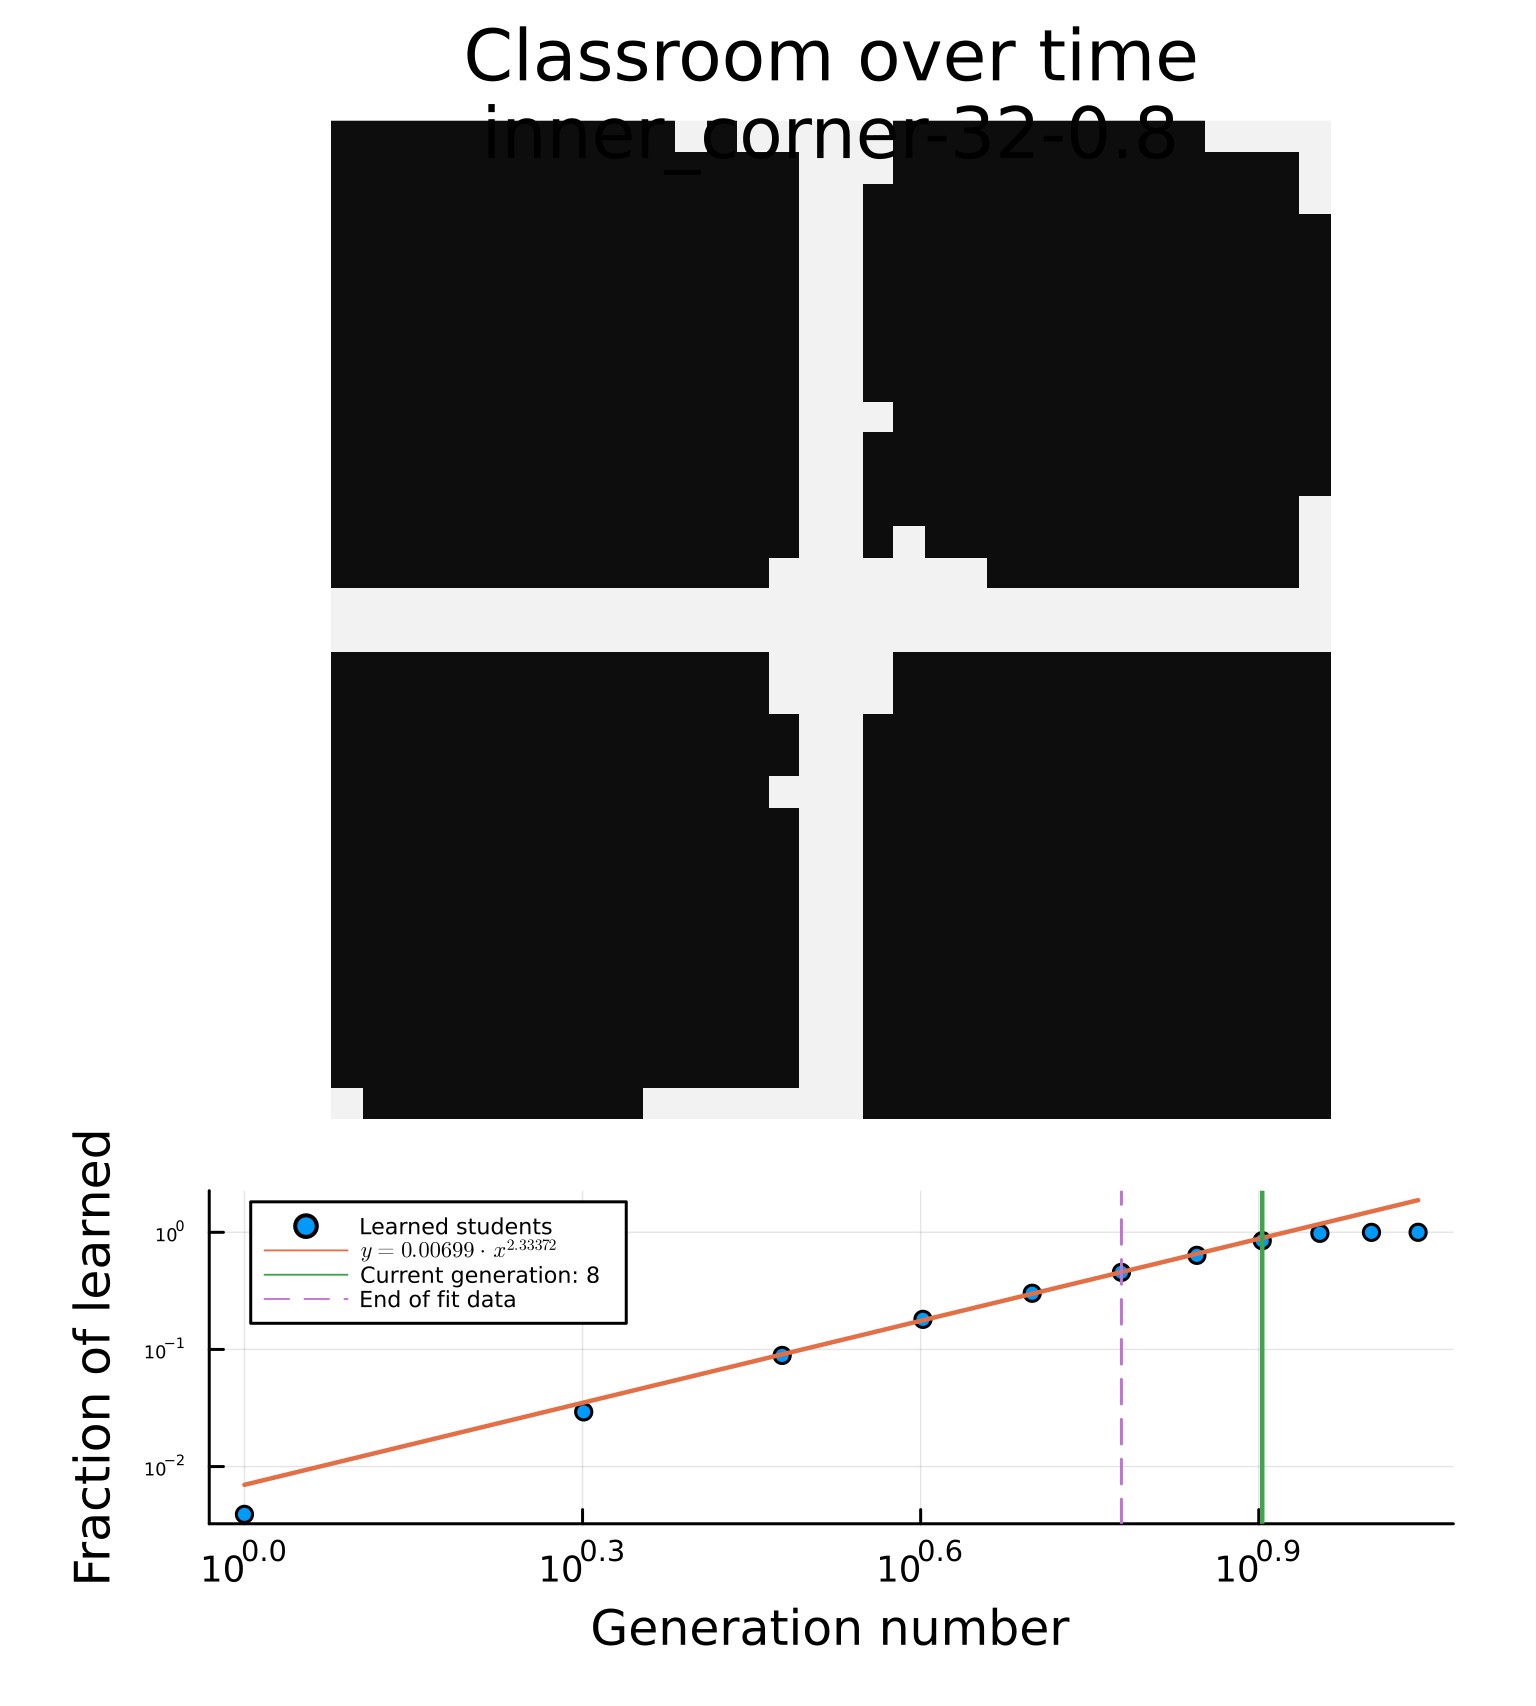 Classroom over time
inner_corner-32-0.8
Fraction of learned
10^0
10^−1
10^−2
Learned students
y = 0.00699 · x^2.33372
Current generation: 8
End of fit data
10^0.0 10^0.3 10^0.6 10^0.9
Generation number